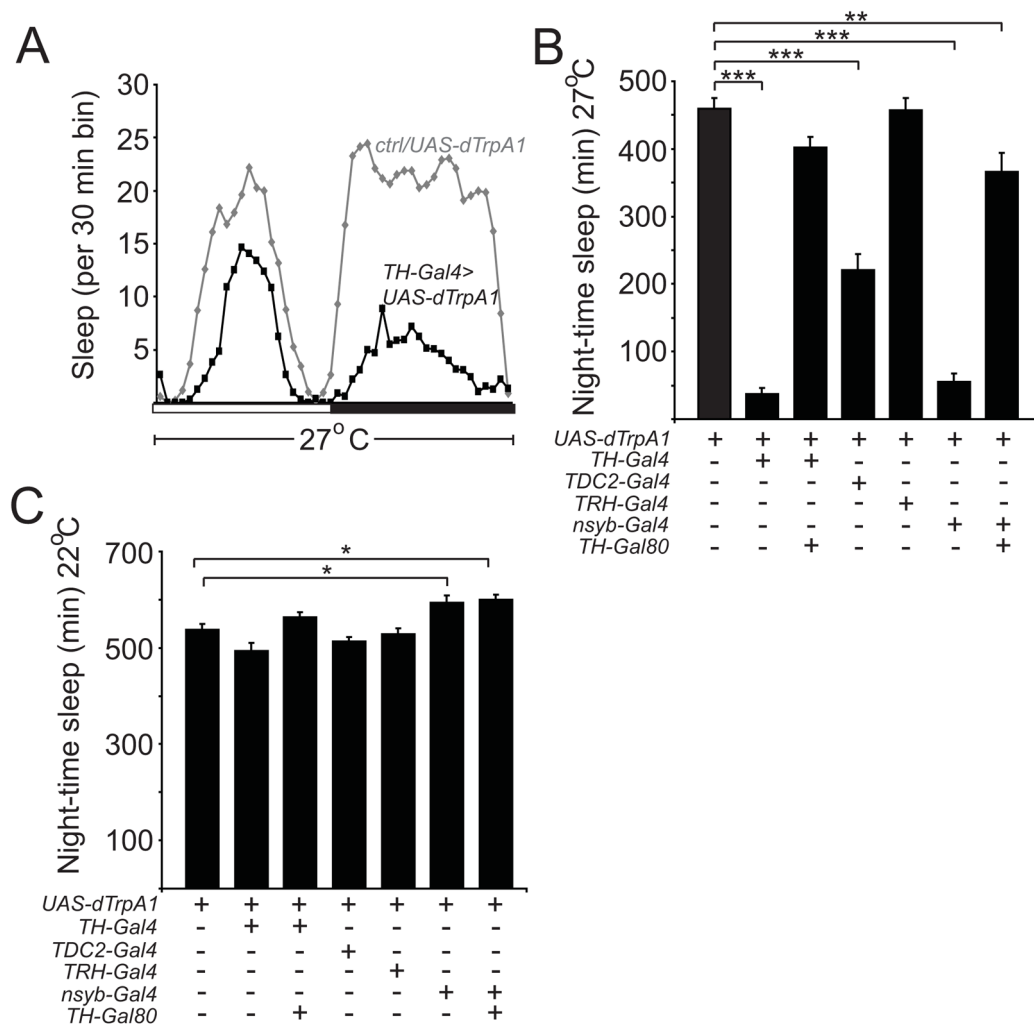 A
Sleep (per 30 min bin)
30
25
20
15
10
5
ctrl/UAS-dTrpA1
TH-Gal4>
UAS-dTrpA1
27°C
B
Night-time sleep (min) 27°C
500
400
300
200
100
**
***
***
***
UAS-dTrpA1 + + + + + + +
TH-Gal4 - + + - - - -
TDC2-Gal4 - - - + - - -
TRH-Gal4 - - - - + - -
nsyb-Gal4 - - - - - + +
TH-Gal80 - - + - - - +
C
Night-time sleep (min) 22°C
700
500
300
100
*
*
UAS-dTrpA1 + + + + + + +
TH-Gal4 - + + - - - -
TDC2-Gal4 - - - + - - -
TRH-Gal4 - - - - + - -
nsyb-Gal4 - - - - - + +
TH-Gal80 - - + - - - +